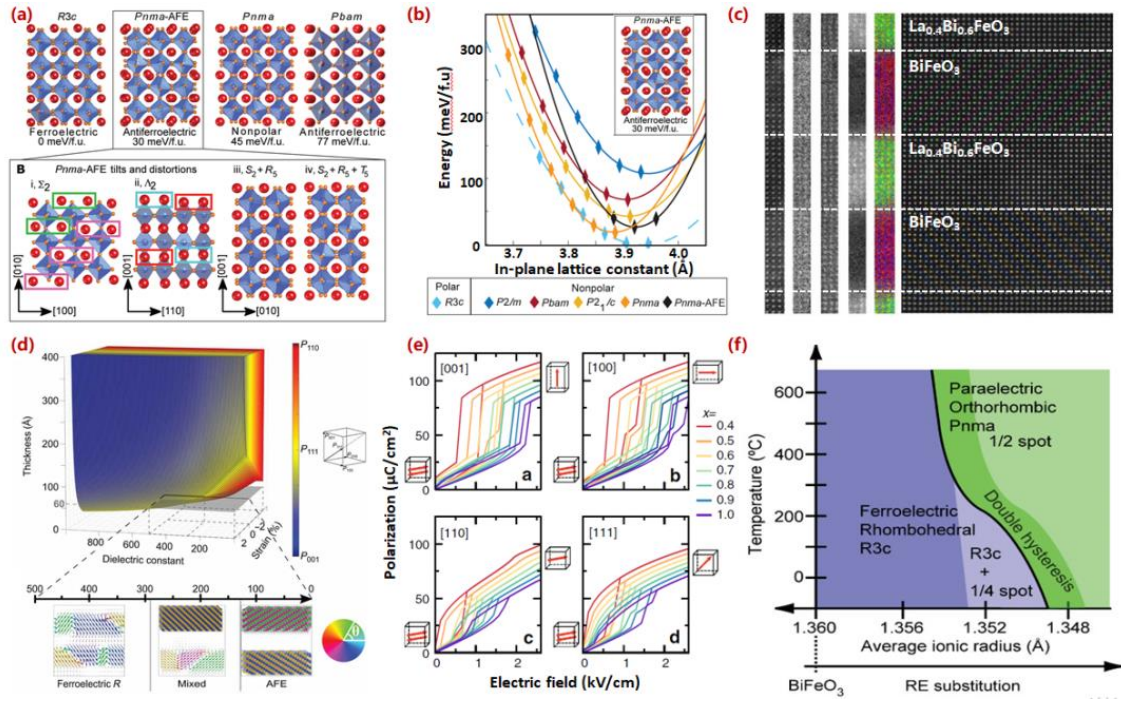 (a)
R3c
Pnma-AFE
Pnma
Pbam
Ferroelectric
0 meV/f.u.
Antiferroelectric
30 meV/f.u.
Nonpolar
45 meV/f.u.
Antiferroelectric
77 meV/f.u.
B
Pnma-AFE tilts and distortions
i, Σ2
ii, Λ2
iii, S2 + R5
iv, S2 + R5 + T5
[010]
[100]
[001]
[110]
[001]
[010]
(b)
Pnma-AFE
Antiferroelectric
30 meV/f.u.
Energy (meV/f.u)
300
200
100
0
3.7
3.8
3.9
4.0
In-plane lattice constant (Å)
Polar
Nonpolar
R3c
P2/m
Pbam
P21/c
Pnma
Pnma-AFE
(c)
La0.4Bi0.6FeO3
BiFeO3
La0.4Bi0.6FeO3
BiFeO3
(d)
Thickness (Å)
400
300
200
100
60
0
800
600
400
200
Dielectric constant
2
0
-2
Strain (%)
P110
P111
P001
500
400
300
200
100
0
Ferroelectric R
Mixed
AFE
θ
(e)
Polarization (μC/cm2)
[001]
[100]
[110]
[111]
100
50
0
100
50
0
a
b
c
d
x=
0.4
0.5
0.6
0.7
0.8
0.9
1.0
0
1
2
0
1
2
Electric field (kV/cm)
(f)
Temperature (ºC)
600
400
200
0
Paraelectric
Orthorhombic
Pnma
1/2 spot
Ferroelectric
Rhombohedral
R3c
R3c
+
1/4 spot
Double hysteresis
1.360
1.356
1.352
1.348
Average ionic radius (Å)
BiFeO3
RE substitution